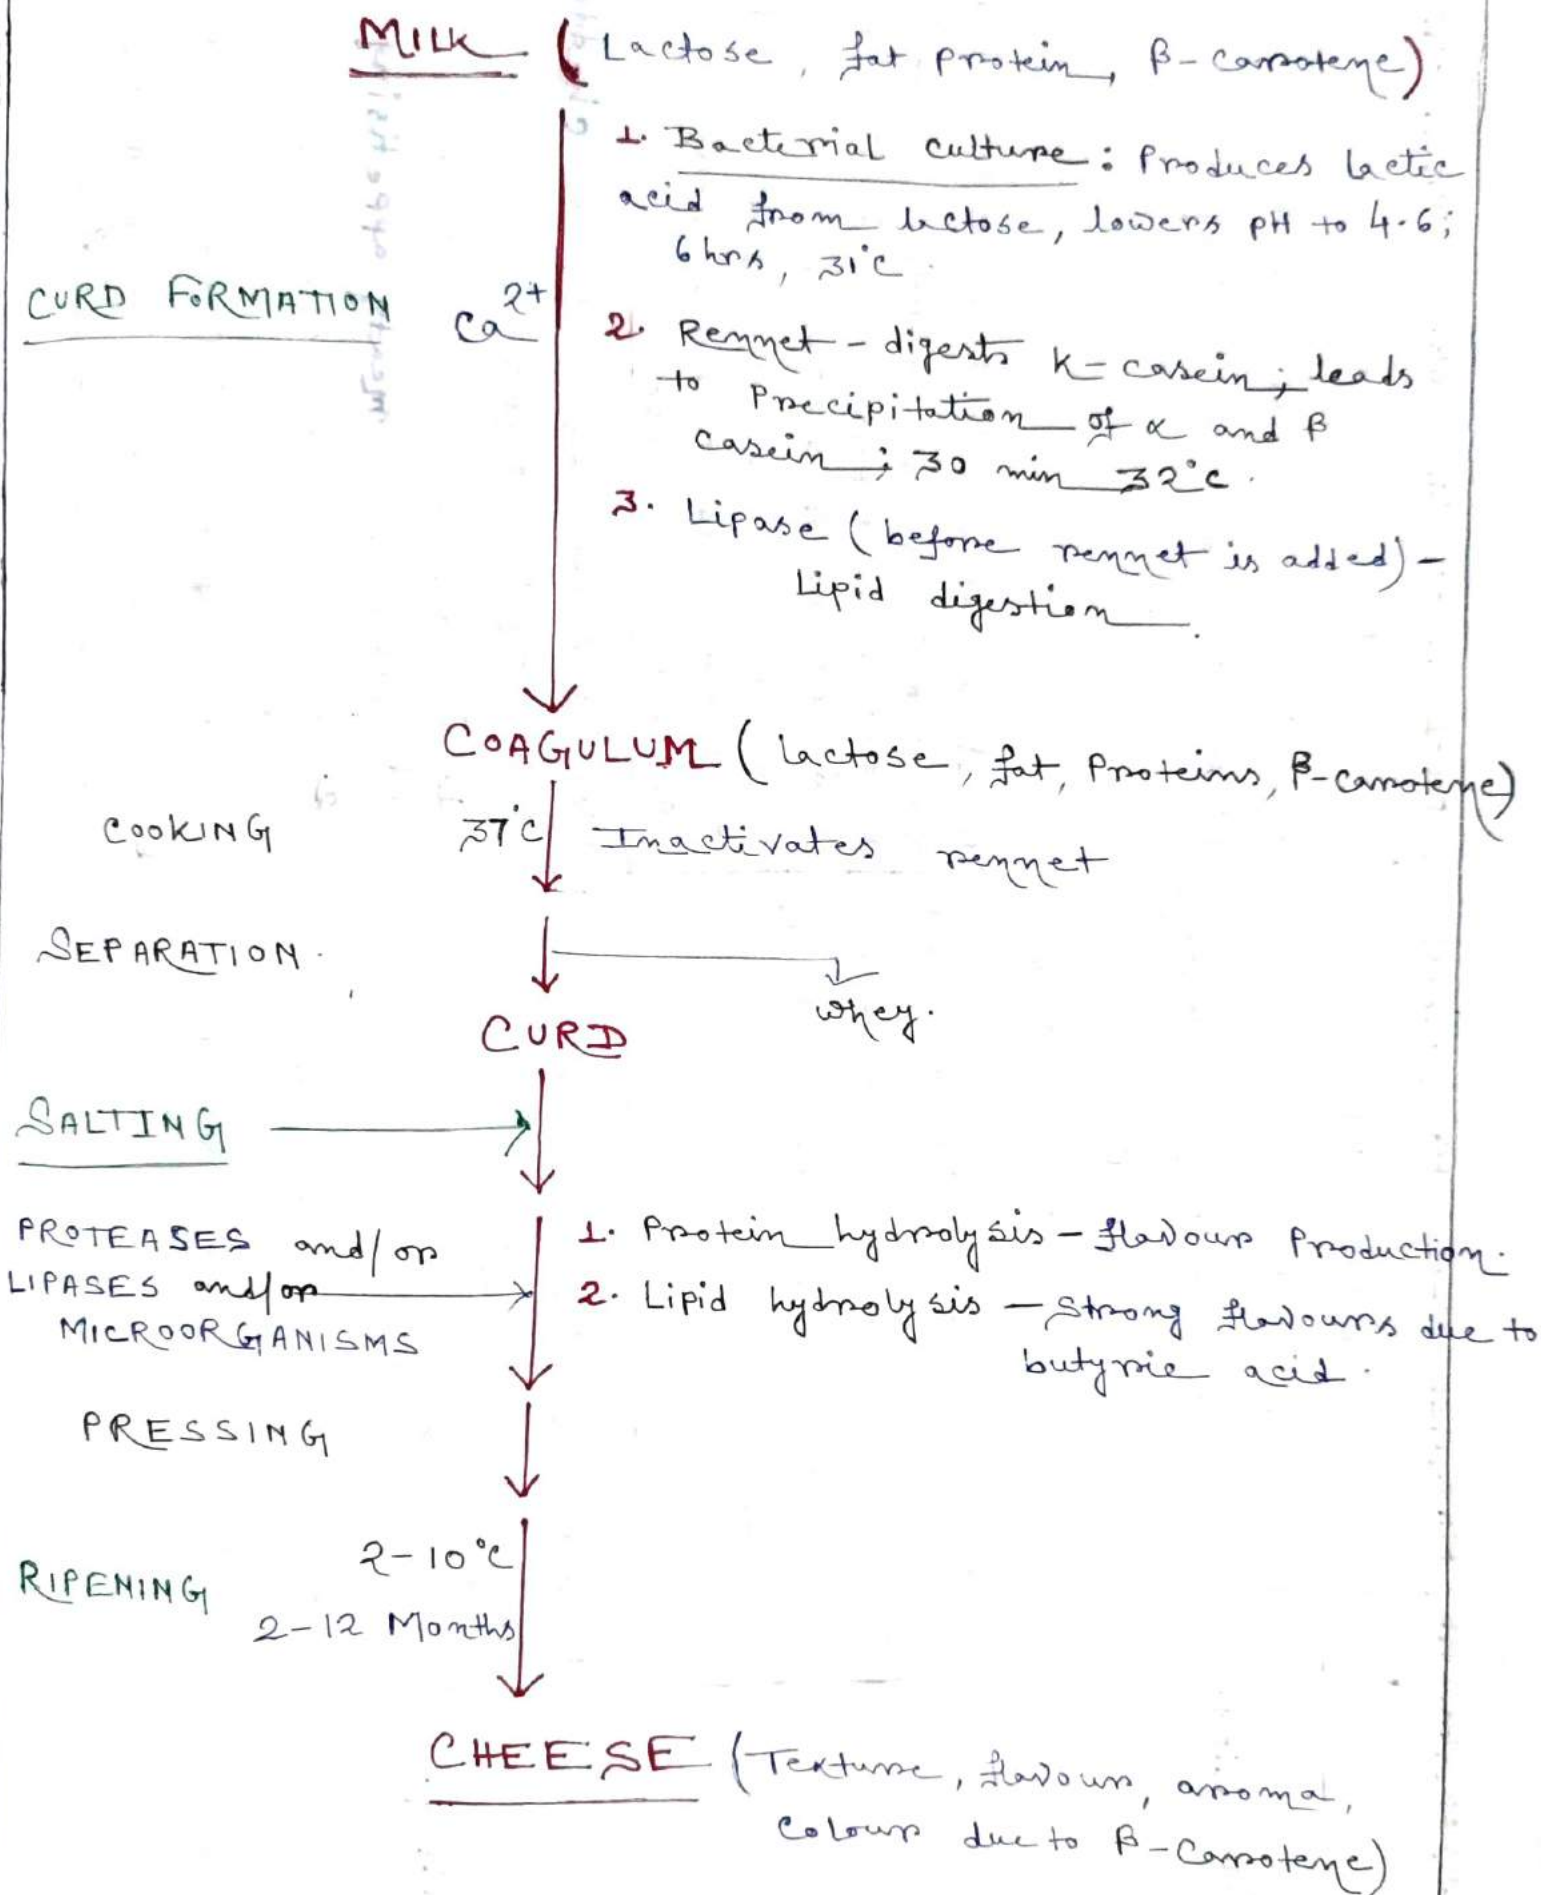 MILK (Lactose, fat protein, β-carotene)
1. Bacterial culture: Produces lactic
acid from lactose, lowers pH to 4.6;
6 hrs, 31°C.
CURD FORMATION Ca2+
2. Rennet - digests K-casein; leads
to Precipitation of α and β
casein; 30 min 32°C.
3. Lipase (before rennet is added) -
Lipid digestion.
COAGULUM (lactose, fat, Proteins, β-carotene)
COOKING 37°C Inactivates rennet
SEPARATION.
whey.
CURD
SALTING
PROTEASES and/or
LIPASES and/or
MICROORGANISMS
1. Protein hydrolysis - flavour Production.
2. Lipid hydrolysis - Strong flavours due to
butyric acid.
PRESSING
RIPENING 2-10°C
2-12 Months
CHEESE (Texture, flavour, aroma,
Colour due to β-Carotene)